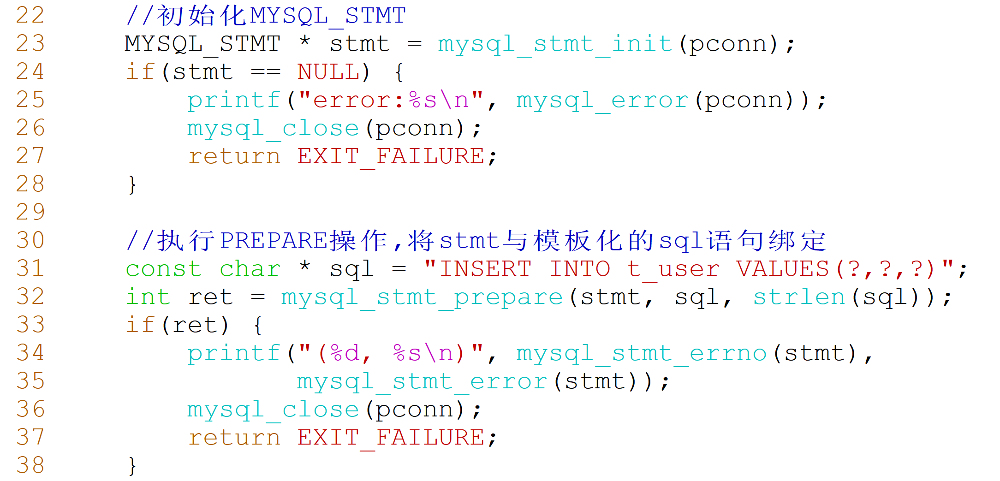 22     //初始化MYSQL_STMT
23     MYSQL_STMT * stmt = mysql_stmt_init(pconn);
24     if(stmt == NULL) {
25         printf("error:%s\n", mysql_error(pconn));
26         mysql_close(pconn);
27         return EXIT_FAILURE;
28     }
29
30     //执行PREPARE操作,将stmt与模板化的sql语句绑定
31     const char * sql = "INSERT INTO t_user VALUES(?,?,?)";
32     int ret = mysql_stmt_prepare(stmt, sql, strlen(sql));
33     if(ret) {
34         printf("(%d, %s\n)", mysql_stmt_errno(stmt),
35                mysql_stmt_error(stmt));
36         mysql_close(pconn);
37         return EXIT_FAILURE;
38     }